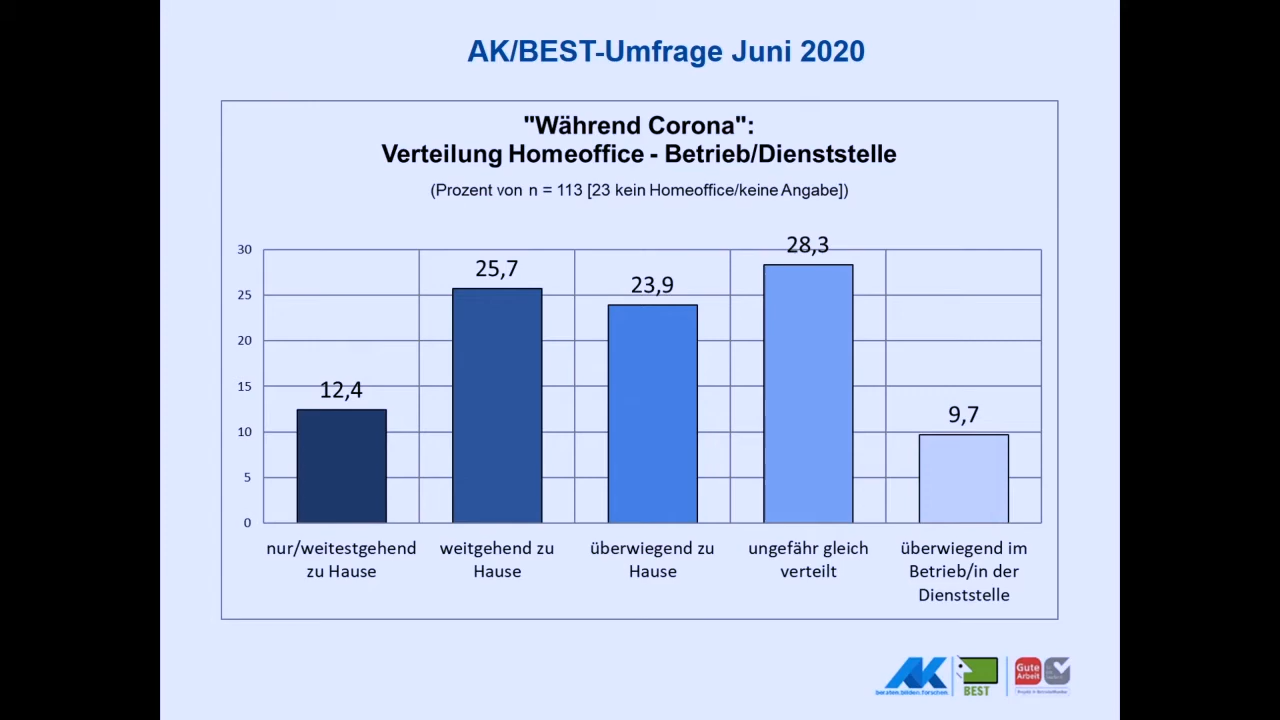 AK/BEST-Umfrage Juni 2020
"Während Corona":
Verteilung Homeoffice - Betrieb/Dienststelle
(Prozent von n = 113 [23 kein Homeoffice/keine Angabe])
30
25
20
15
10
5
0
12,4
25,7
23,9
28,3
9,7
nur/weitestgehend
zu Hause
weitgehend zu
Hause
überwiegend zu
Hause
ungefähr gleich
verteilt
überwiegend im
Betrieb/in der
Dienststelle
AK
beraten.bilden.forschen.
BEST
Gute
Arbeit